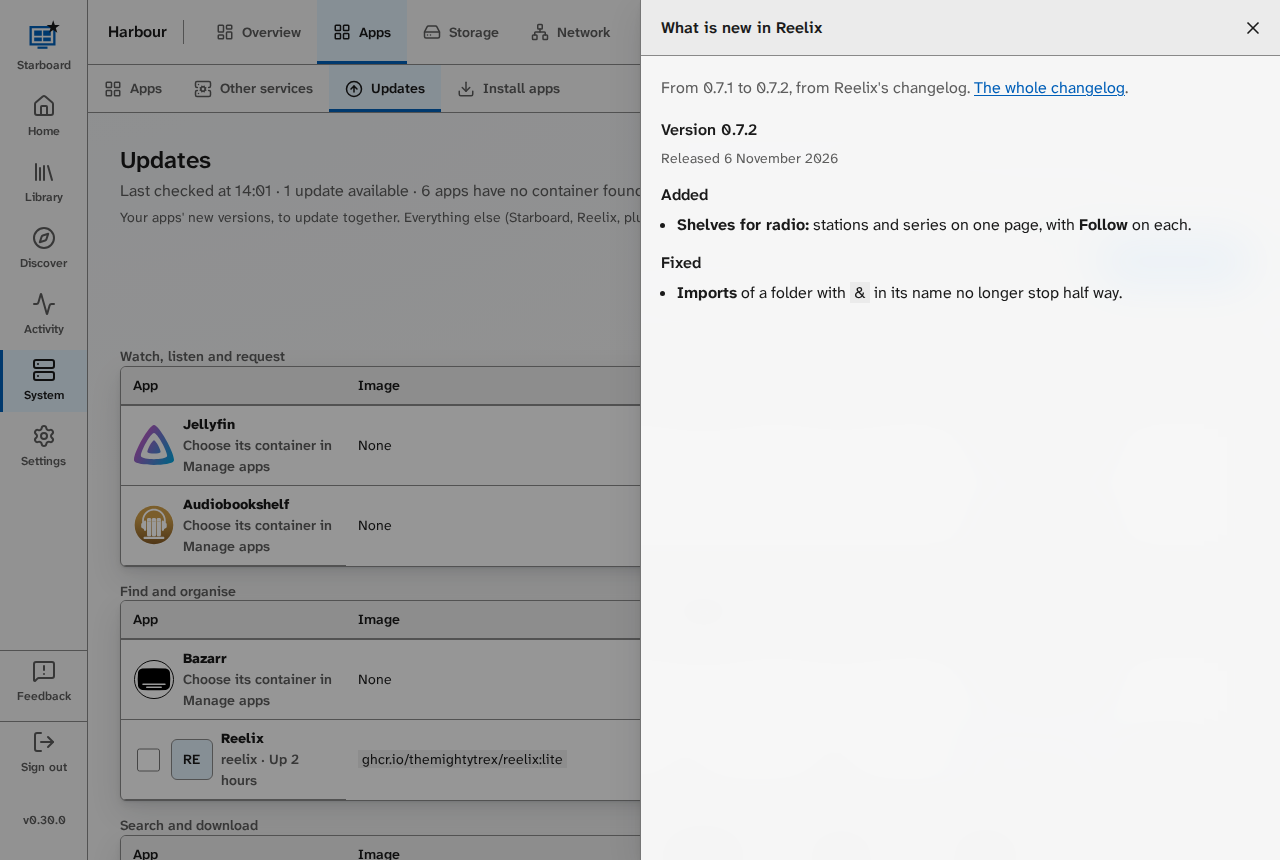 Starboard
Home
Library
Discover
Activity
System
Settings
Feedback
Sign out
v0.30.0
Harbour
Overview
Apps
Storage
Network
Apps
Other services
Updates
Install apps
Updates
Last checked at 14:01 · 1 update available · 6 apps have no container found
Your apps' new versions, to update together. Everything else (Starboard, Reelix,
Watch, listen and request
App Image
Jellyfin
Choose its container in
Manage apps
None
Audiobookshelf
Choose its container in
Manage apps
None
Find and organise
App Image
Bazarr
Choose its container in
Manage apps
None
RE
Reelix
reelix · Up 2
hours
ghcr.io/themightytrex/reelix:lite
Search and download
App Image
What is new in Reelix
From 0.7.1 to 0.7.2, from Reelix's changelog. The whole changelog.
Version 0.7.2
Released 6 November 2026
Added
• Shelves for radio: stations and series on one page, with Follow on each.
Fixed
• Imports of a folder with & in its name no longer stop half way.